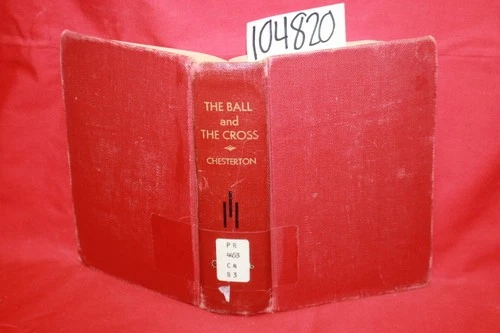 104820
THE BALL
and
THE CROSS
CHESTERTON
PR
4453
C4
B3